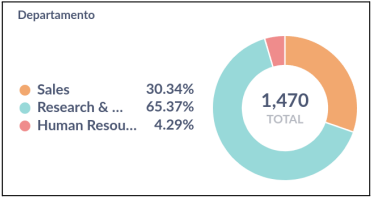 Departamento
Sales 30.34%
Research & ... 65.37%
Human Resou... 4.29%
1,470
TOTAL